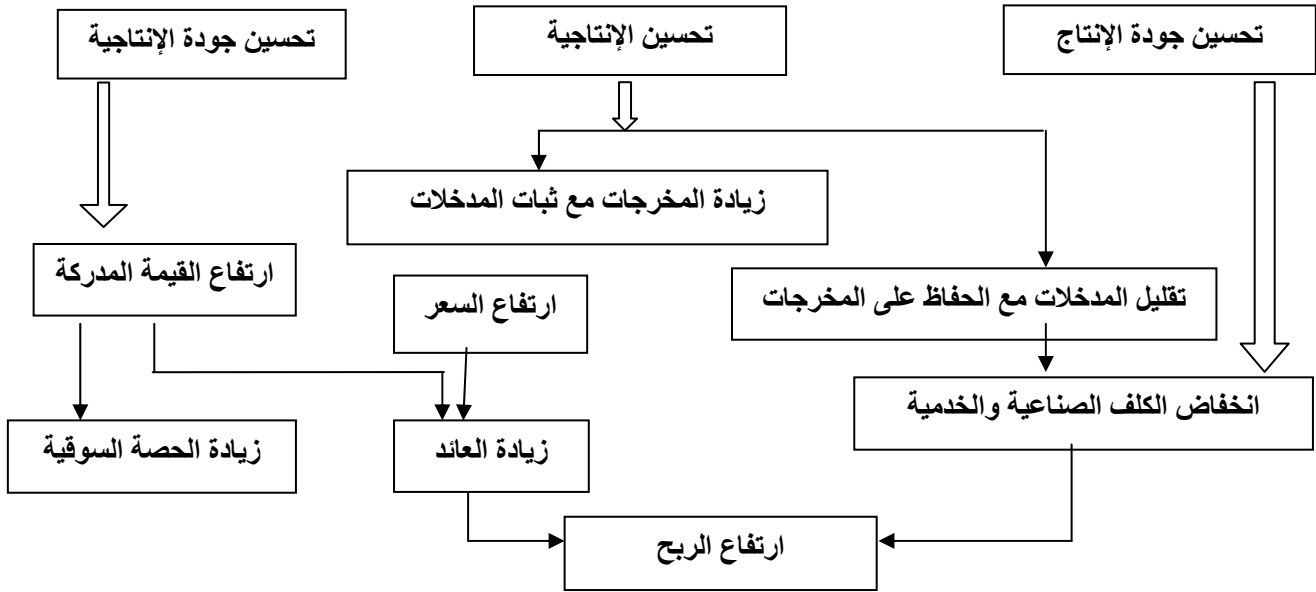 تحسين جودة الإنتاج
تحسين الإنتاجية
تحسين جودة الإنتاجية
زيادة المخرجات مع ثبات المدخلات
ارتفاع القيمة المدركة
تقليل المدخلات مع الحفاظ على المخرجات
ارتفاع السعر
انخفاض الكلف الصناعية والخدمية
زيادة العائد
زيادة الحصة السوقية
ارتفاع الربح